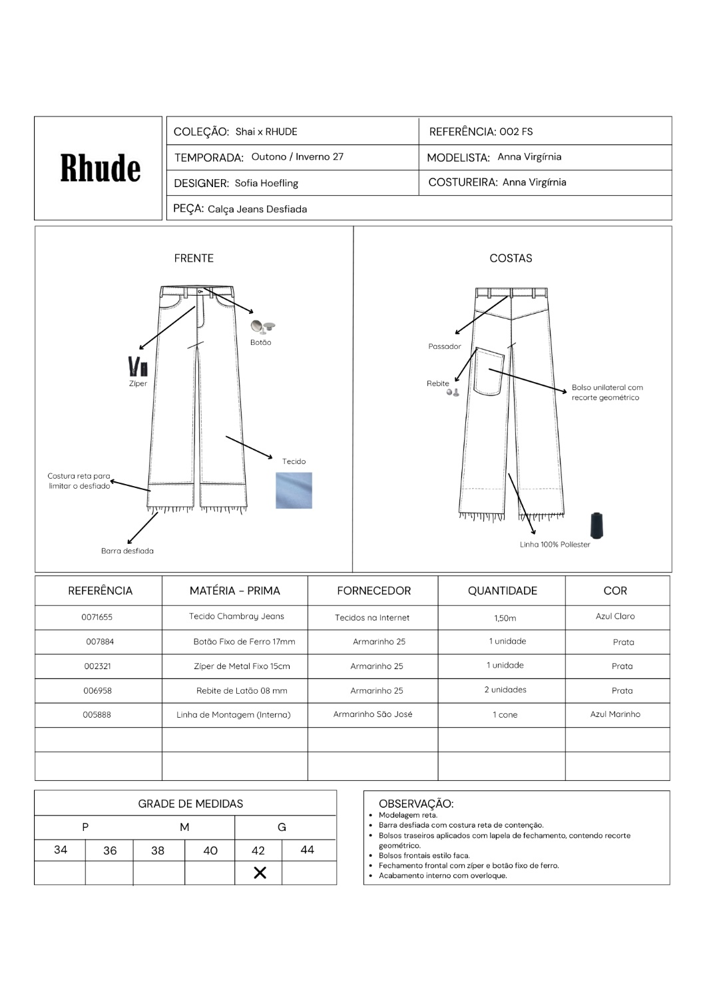 Rhude
COLEÇÃO: Shai x RHUDE
REFERÊNCIA: 002 FS
TEMPORADA: Outono / Inverno 27
MODELISTA: Anna Virgírnia
DESIGNER: Sofia Hoefling
COSTUREIRA: Anna Virgírnia
PEÇA: Calça Jeans Desfiada
FRENTE
Botão
Zíper
Tecido
Costura reta para
limitar o desfiado
Barra desfiada
COSTAS
Passador
Rebite
Bolso unilateral com
recorte geométrico
Linha 100% Políester
REFERÊNCIA MATÉRIA - PRIMA FORNECEDOR QUANTIDADE COR
0071655 Tecido Chambray Jeans Tecidos na Internet 1,50m Azul Claro
007884 Botão Fixo de Ferro 17mm Armarinho 25 1 unidade Prata
002321 Zíper de Metal Fixo 15cm Armarinho 25 1 unidade Prata
006958 Rebite de Latão 08 mm Armarinho 25 2 unidades Prata
005888 Linha de Montagem (Interna) Armarinho São José 1 cone Azul Marinho
GRADE DE MEDIDAS
P M G
34 36 38 40 42 44
X
OBSERVAÇÃO:
• Modelagem reta.
• Barra desfiada com costura reta de contenção.
• Bolsos traseiros aplicados com lapela de fechamento, contendo recorte
geométrico.
• Bolsos frontais estilo faca.
• Fechamento frontal com zíper e botão fixo de ferro.
• Acabamento interno com overloque.